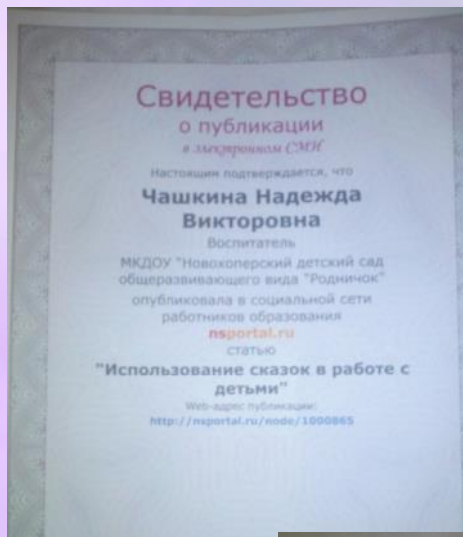 Свидетельство
о публикации
в электронном СМИ
Настоящим подтверждается, что
Чашкина Надежда
Викторовна
Воспитатель
МКДОУ "Новохоперский детский сад
общеразвивающего вида "Родничок"
опубликовала в социальной сети
работников образования
nsportal.ru
статью
"Использование сказок в работе с
детьми"
Web-адрес публикации:
http://nsportal.ru/node/1000865